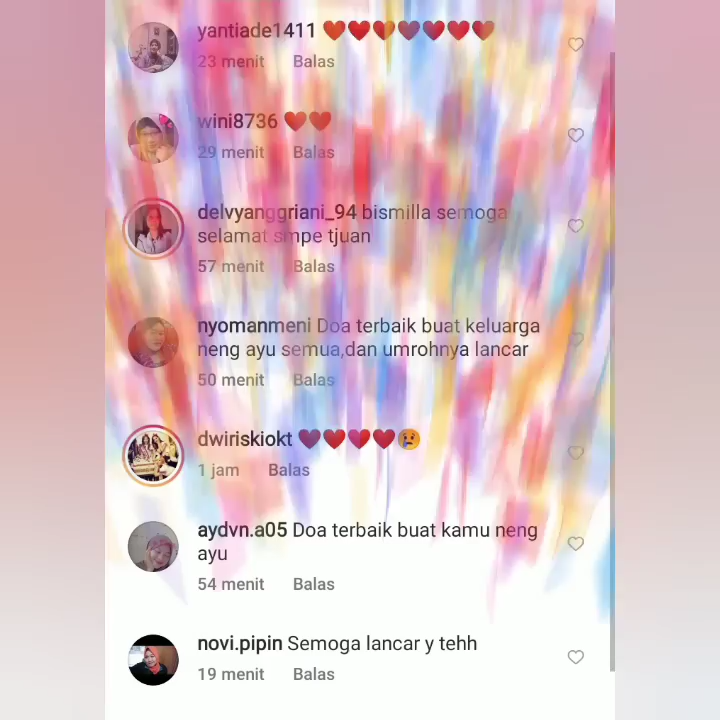 yantiade1411 ❤❤❤❤❤❤❤
23 menit Balas
wini8736 ❤❤
29 menit Balas
delvyanggriani_94 bismilla semoga
selamat smpe tjuan
57 menit Balas
nyomanmeni Doa terbaik buat keluarga
neng ayu semua,dan umrohnya lancar
50 menit Balas
dwiriskiokt ❤❤❤❤😢
1 jam Balas
aydvn.a05 Doa terbaik buat kamu neng
ayu
54 menit Balas
novi.pipin Semoga lancar y tehh
19 menit Balas